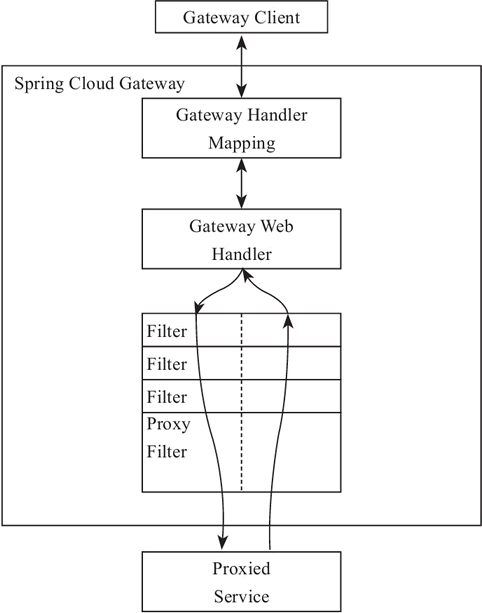 Gateway Client
Spring Cloud Gateway
Gateway Handler
Mapping
Gateway Web
Handler
Filter
Filter
Filter
Proxy
Filter
Proxied
Service